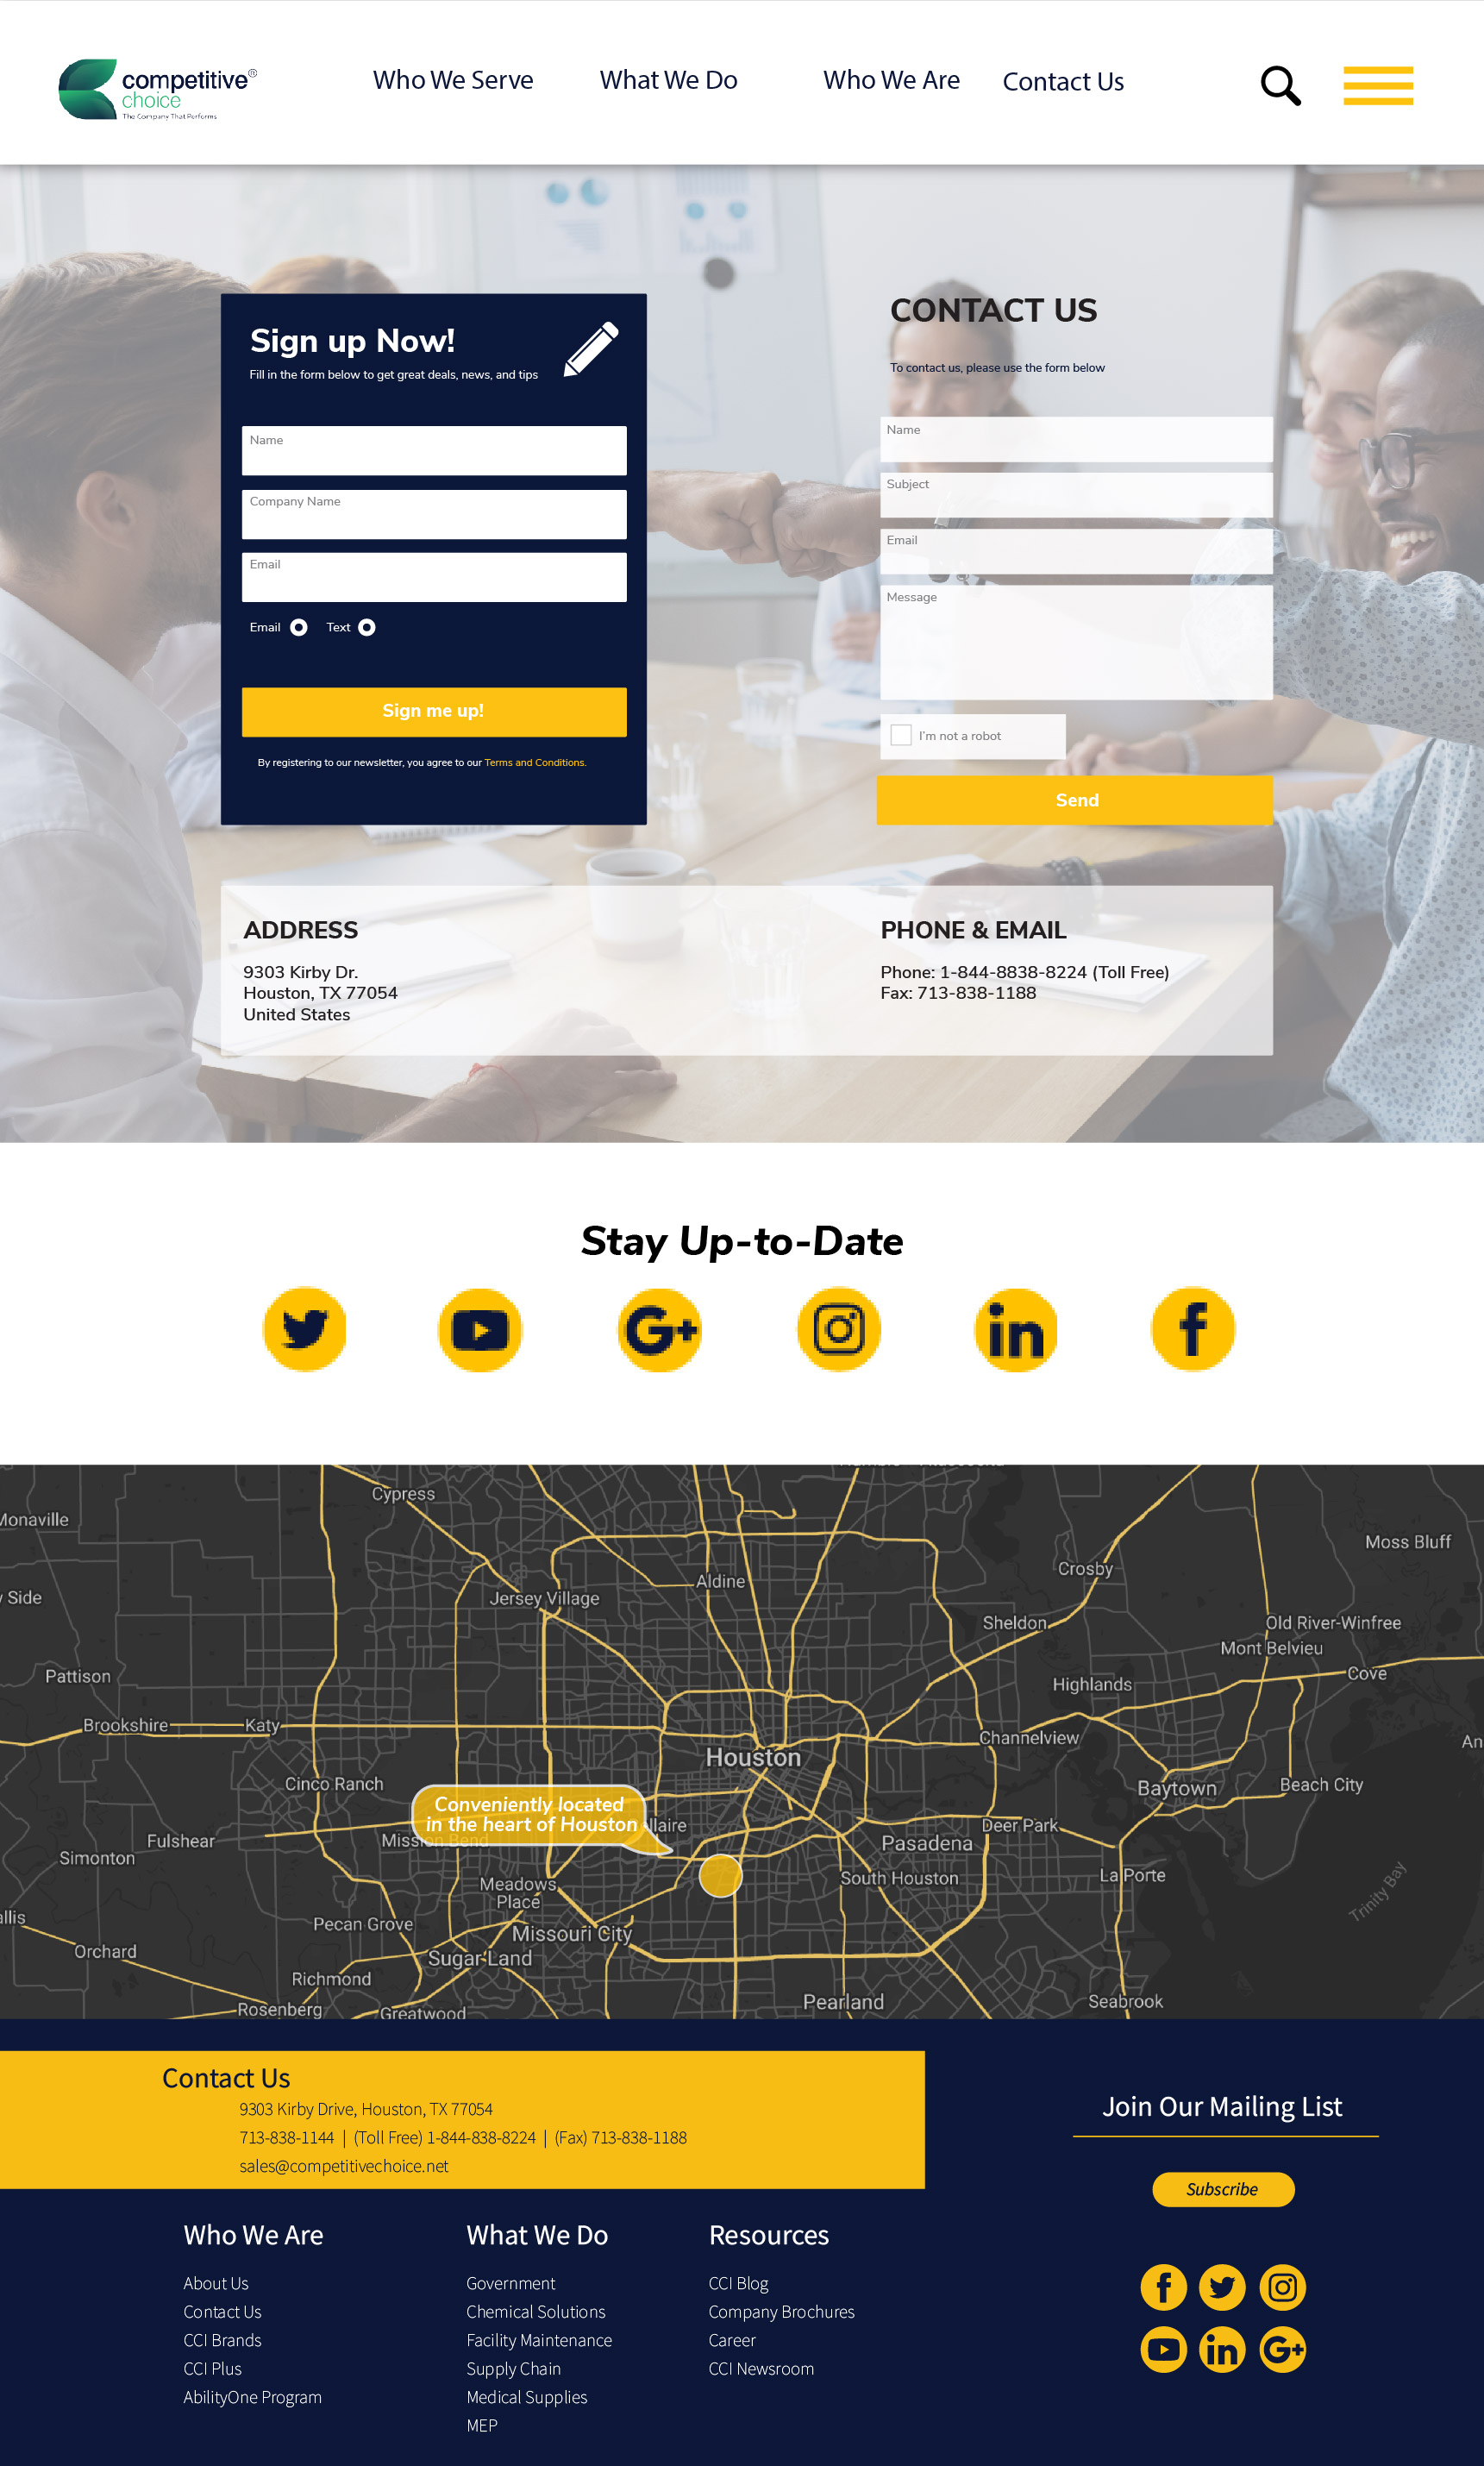 competitive®
choice
The Company That Performs
Who We Serve
What We Do
Who We Are
Contact Us
Sign up Now!
Fill in the form below to get great deals, news, and tips
Name
Company Name
Email
Email
Text
Sign me up!
By registering to our newsletter, you agree to our Terms and Conditions.
CONTACT US
To contact us, please use the form below
Name
Subject
Email
Message
I'm not a robot
Send
ADDRESS
9303 Kirby Dr.
Houston, TX 77054
United States
PHONE & EMAIL
Phone: 1-844-8838-8224 (Toll Free)
Fax: 713-838-1188
Stay Up-to-Date
Cypress
Monaville
Moss Bluff
Crosby
Aldine
Side
Jersey Village
Sheldon
Old River-Winfree
Mont Belvieu
Cove
Pattison
Highlands
Brookshire
Katy
Channelview
An
Houston
Cinco Ranch
Baytown
Beach City
Conveniently located
in the heart of Houston
llaire
Deer Park
Fulshear
Mission Bend
Pasadena
Simonton
South Houston
La Porte
Meadows
Place
Trinity Bay
allis
Pecan Grove
Missouri City
Orchard
Sugar Land
Richmond
Pearland
Seabrook
Rosenberg
Greatwood
Contact Us
9303 Kirby Drive, Houston, TX 77054
713-838-1144 | (Toll Free) 1-844-838-8224 | (Fax) 713-838-1188
sales@competitivechoice.net
Join Our Mailing List
Subscribe
Who We Are
About Us
Contact Us
CCI Brands
CCI Plus
AbilityOne Program
What We Do
Government
Chemical Solutions
Facility Maintenance
Supply Chain
Medical Supplies
MEP
Resources
CCI Blog
Company Brochures
Career
CCI Newsroom